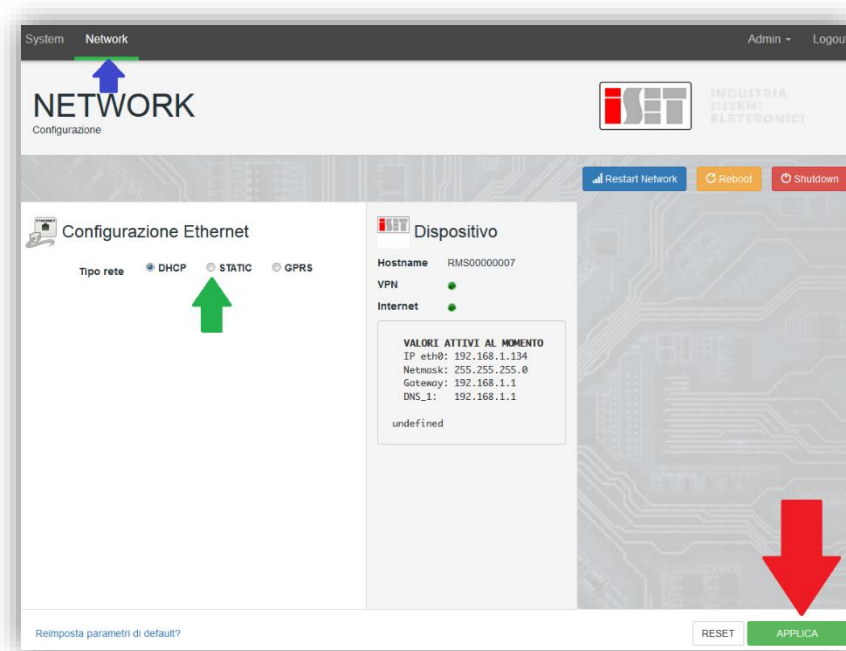 System Network Admin Logout
NETWORK
Configurazione
iSET
INDUSTRIA
SISTEMI
ELETTRONICI
Restart Network Reboot Shutdown
ETHERNET
Configurazione Ethernet
Tipo rete DHCP STATIC GPRS
iSET
Dispositivo
Hostname RMS00000007
VPN
Internet
VALORI ATTIVI AL MOMENTO
IP eth0: 192.168.1.134
Netmask: 255.255.255.0
Gateway: 192.168.1.1
DNS_1: 192.168.1.1
undefined
Reimposta parametri di default?
RESET APPLICA